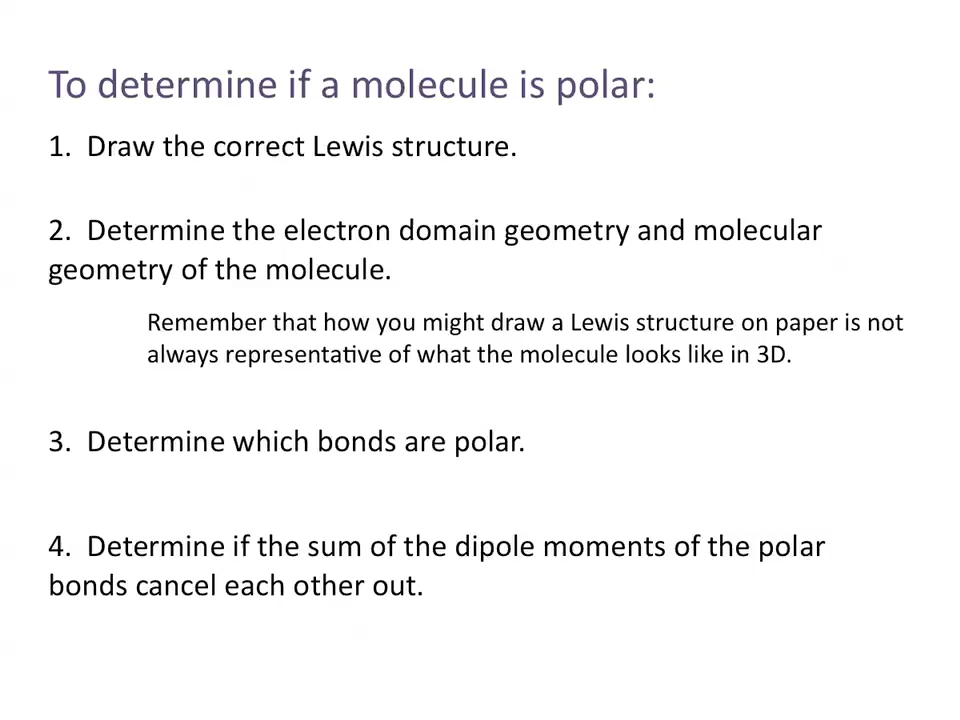 To determine if a molecule is polar:
1. Draw the correct Lewis structure.
2. Determine the electron domain geometry and molecular
geometry of the molecule.
Remember that how you might draw a Lewis structure on paper is not
always representative of what the molecule looks like in 3D.
3. Determine which bonds are polar.
4. Determine if the sum of the dipole moments of the polar
bonds cancel each other out.